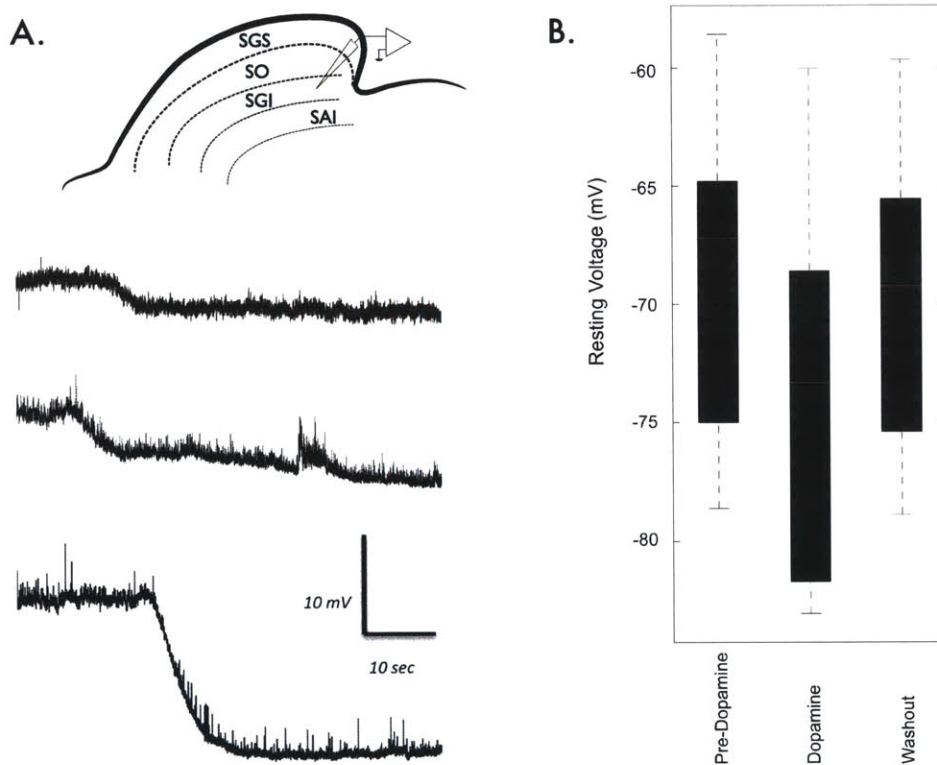 A.
SGS
SO
SGI
SAI
10 mV
10 sec
B.
Resting Voltage (mV)
-60
-65
-70
-75
-80
Pre-Dopamine
Dopamine
Washout